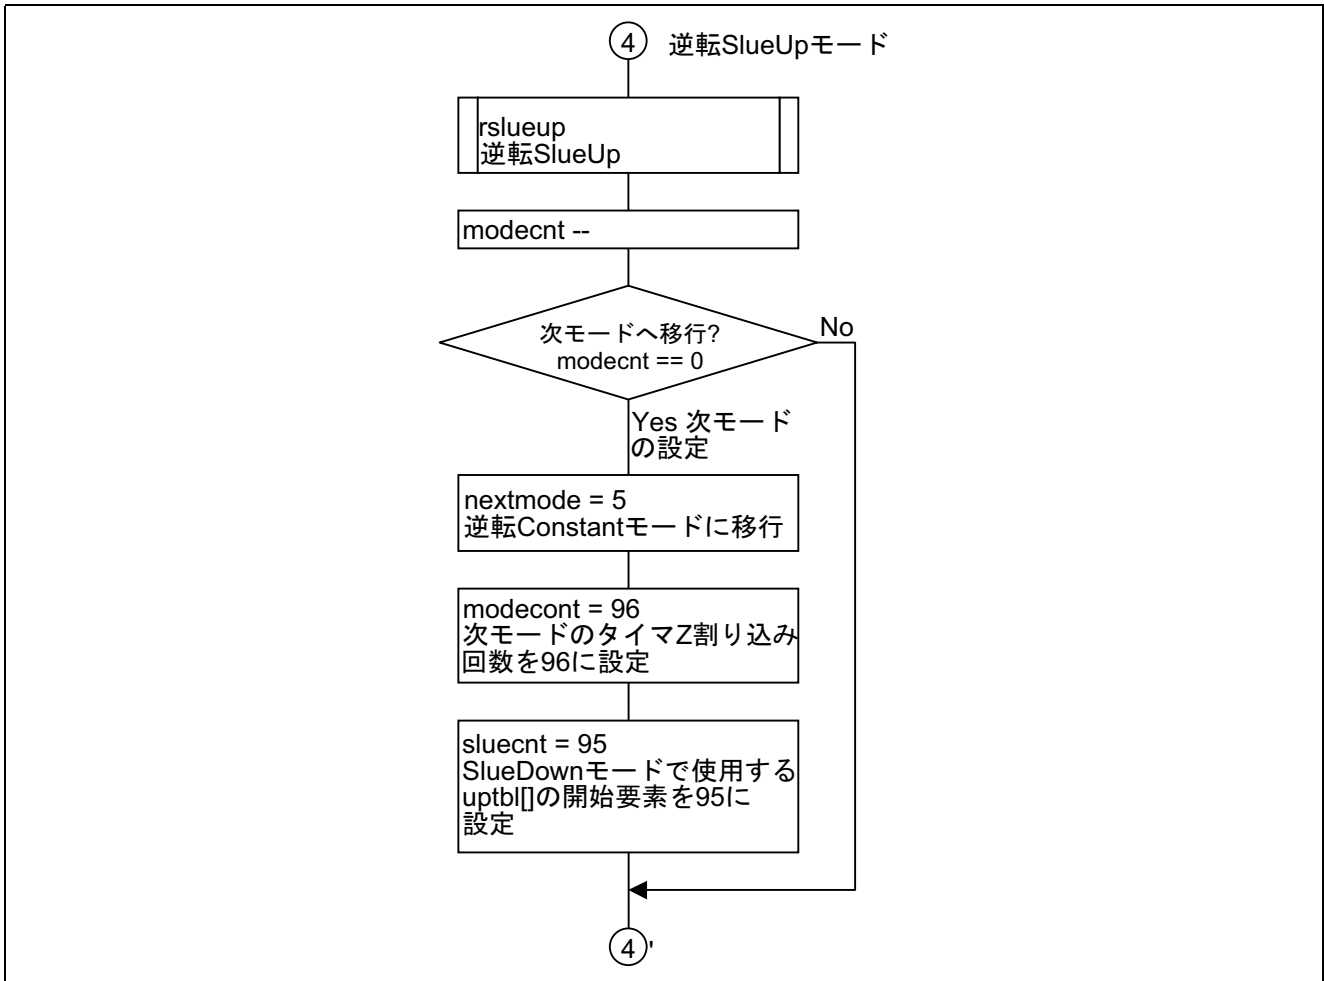 ④ 逆転SlueUpモード
rslueup
逆転SlueUp
modecnt --
次モードへ移行?
modecnt == 0
No
Yes 次モード
の設定
nextmode = 5
逆転Constantモードに移行
modecont = 96
次モードのタイマZ割り込み
回数を96に設定
sluecnt = 95
SlueDownモードで使用する
uptbl[]の開始要素を95に
設定
④'